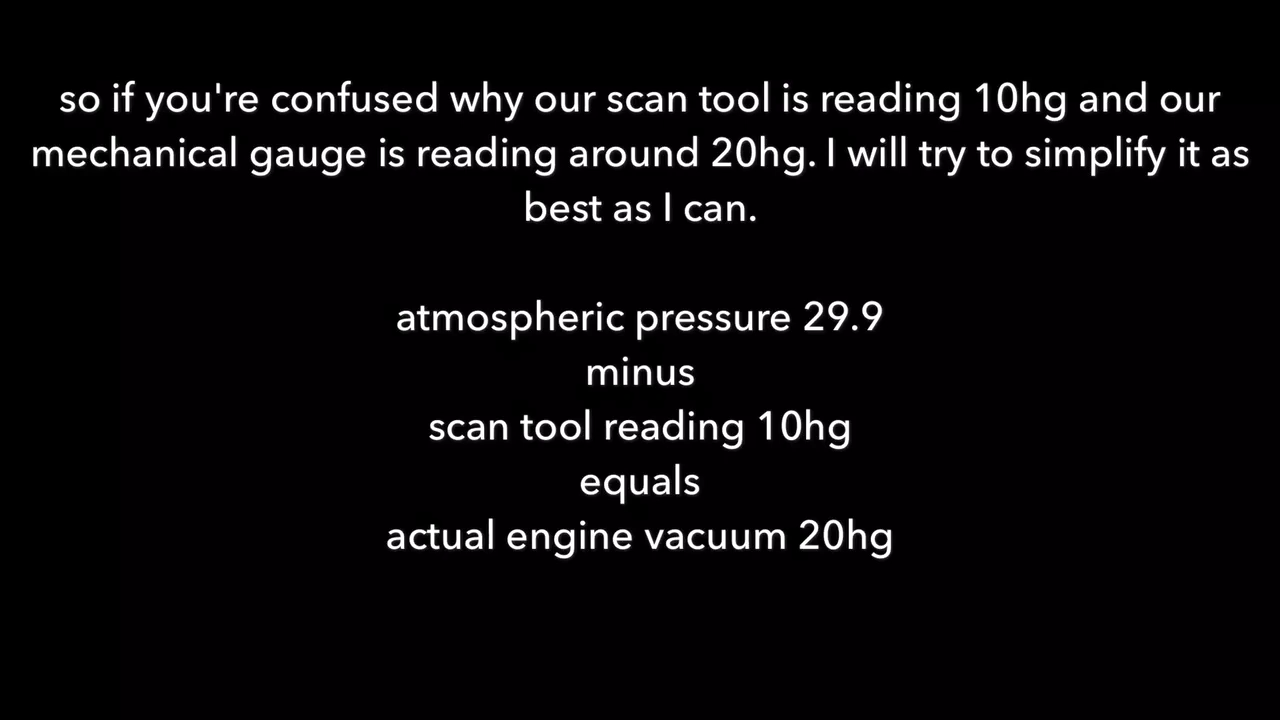 so if you're confused why our scan tool is reading 10hg and our
mechanical gauge is reading around 20hg. I will try to simplify it as
best as I can.
atmospheric pressure 29.9
minus
scan tool reading 10hg
equals
actual engine vacuum 20hg